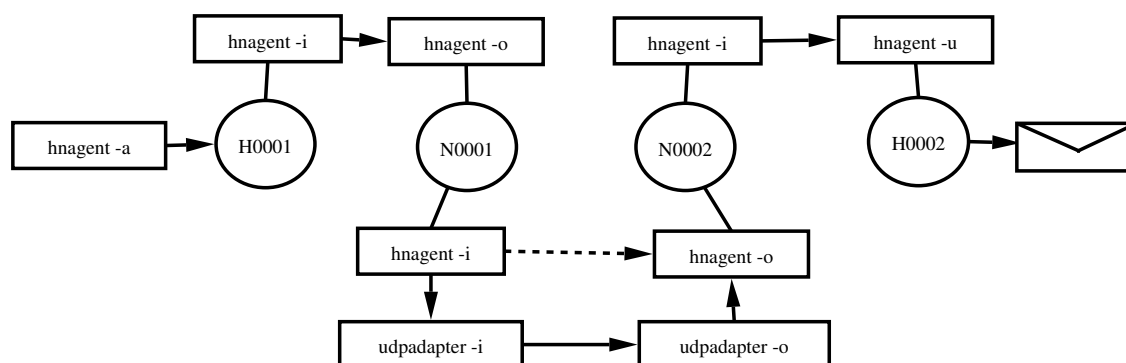 hnagent -i
hnagent -o
hnagent -i
hnagent -u
hnagent -a
H0001
N0001
N0002
H0002
hnagent -i
hnagent -o
udpadapter -i
udpadapter -o